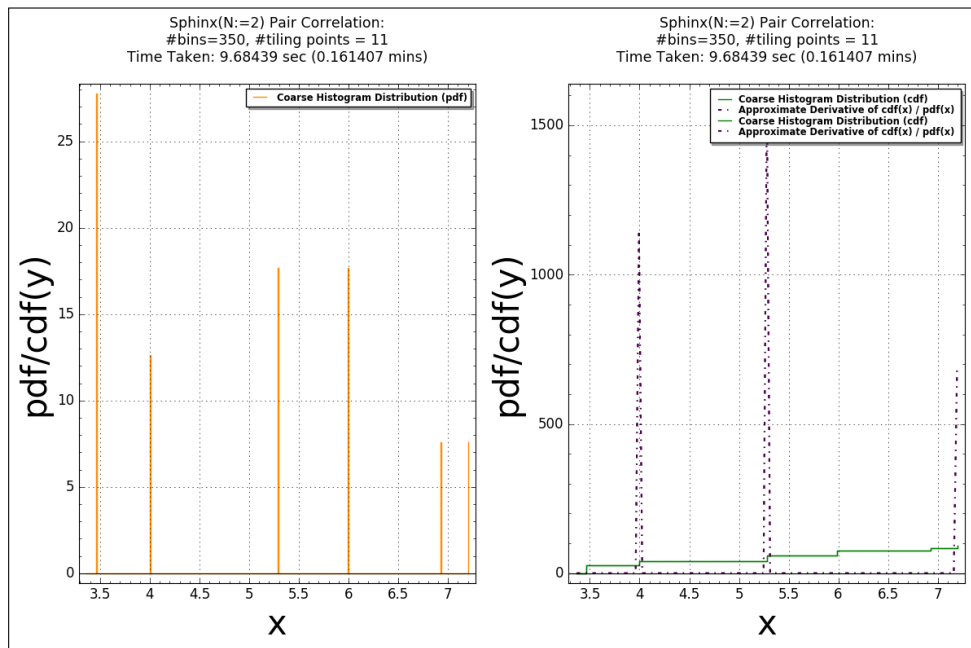 Sphinx(N:=2) Pair Correlation:
#bins=350, #tiling points = 11
Time Taken: 9.68439 sec (0.161407 mins)
Coarse Histogram Distribution (pdf)
25
20
15
10
5
0
3.5 4 4.5 5 5.5 6 6.5 7
pdf/cdf(y)
x
Sphinx(N:=2) Pair Correlation:
#bins=350, #tiling points = 11
Time Taken: 9.68439 sec (0.161407 mins)
Coarse Histogram Distribution (cdf)
Approximate Derivative of cdf(x) / pdf(x)
Coarse Histogram Distribution (cdf)
Approximate Derivative of cdf(x) / pdf(x)
1500
1000
500
0
3.5 4 4.5 5 5.5 6 6.5 7
pdf/cdf(y)
x